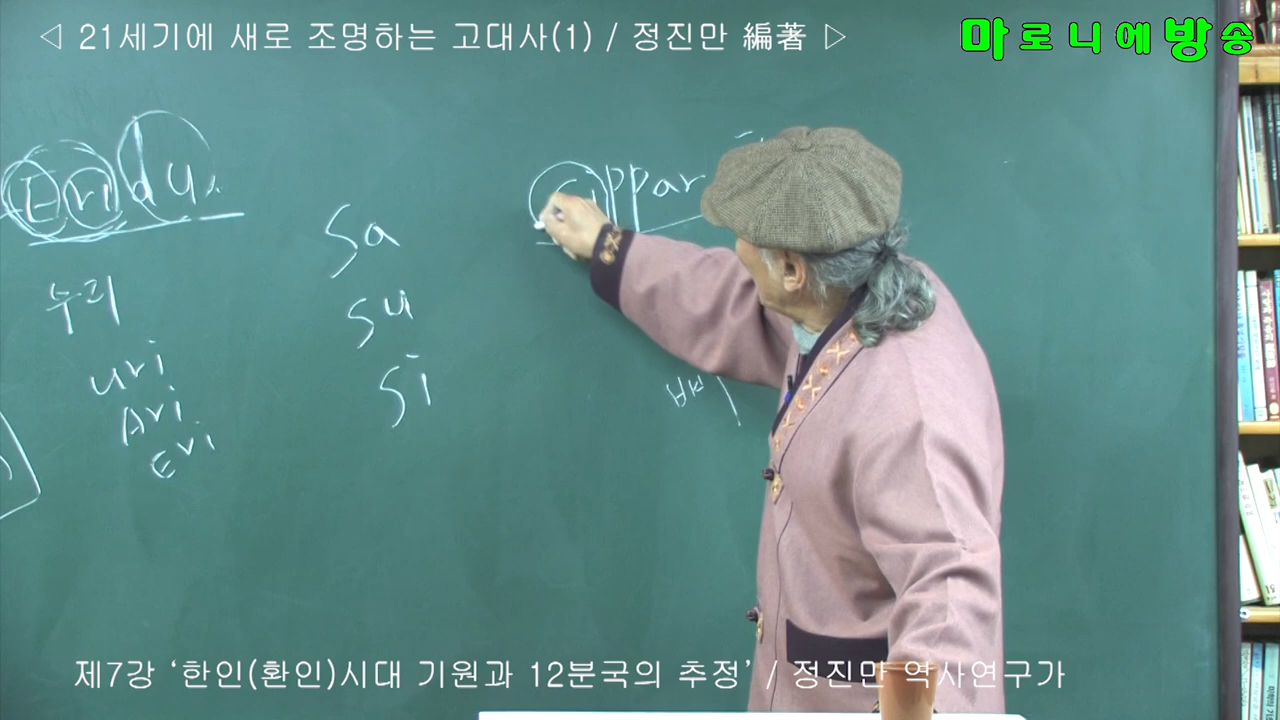 < 21세기에 새로 조명하는 고대사(1) / 정진만 編著 ▷
마로니에방송
Eridu
누리
uri
Ari
Eri
Sa
Su
Si
Sippar
제7강 ‘한인(환인)시대 기원과 12분국의 추정’ / 정진만 역사연구가